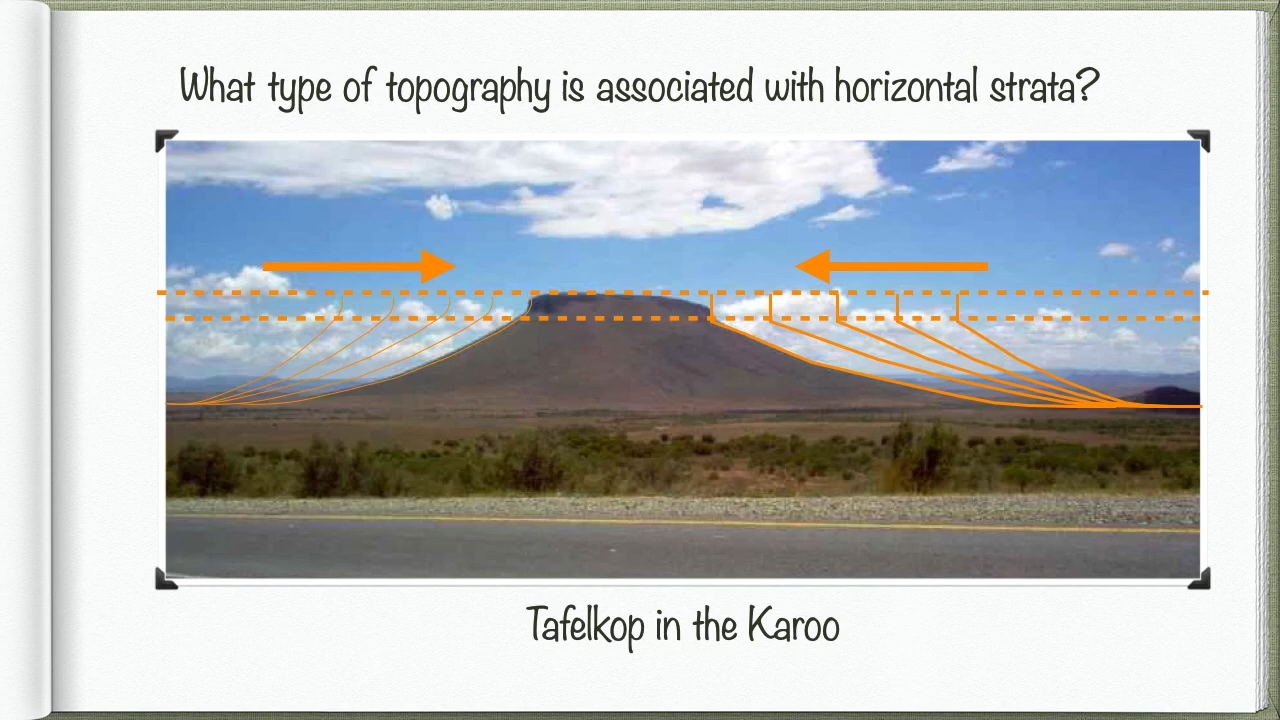 What type of topography is associated with horizontal strata?
Tafelkop in the Karoo